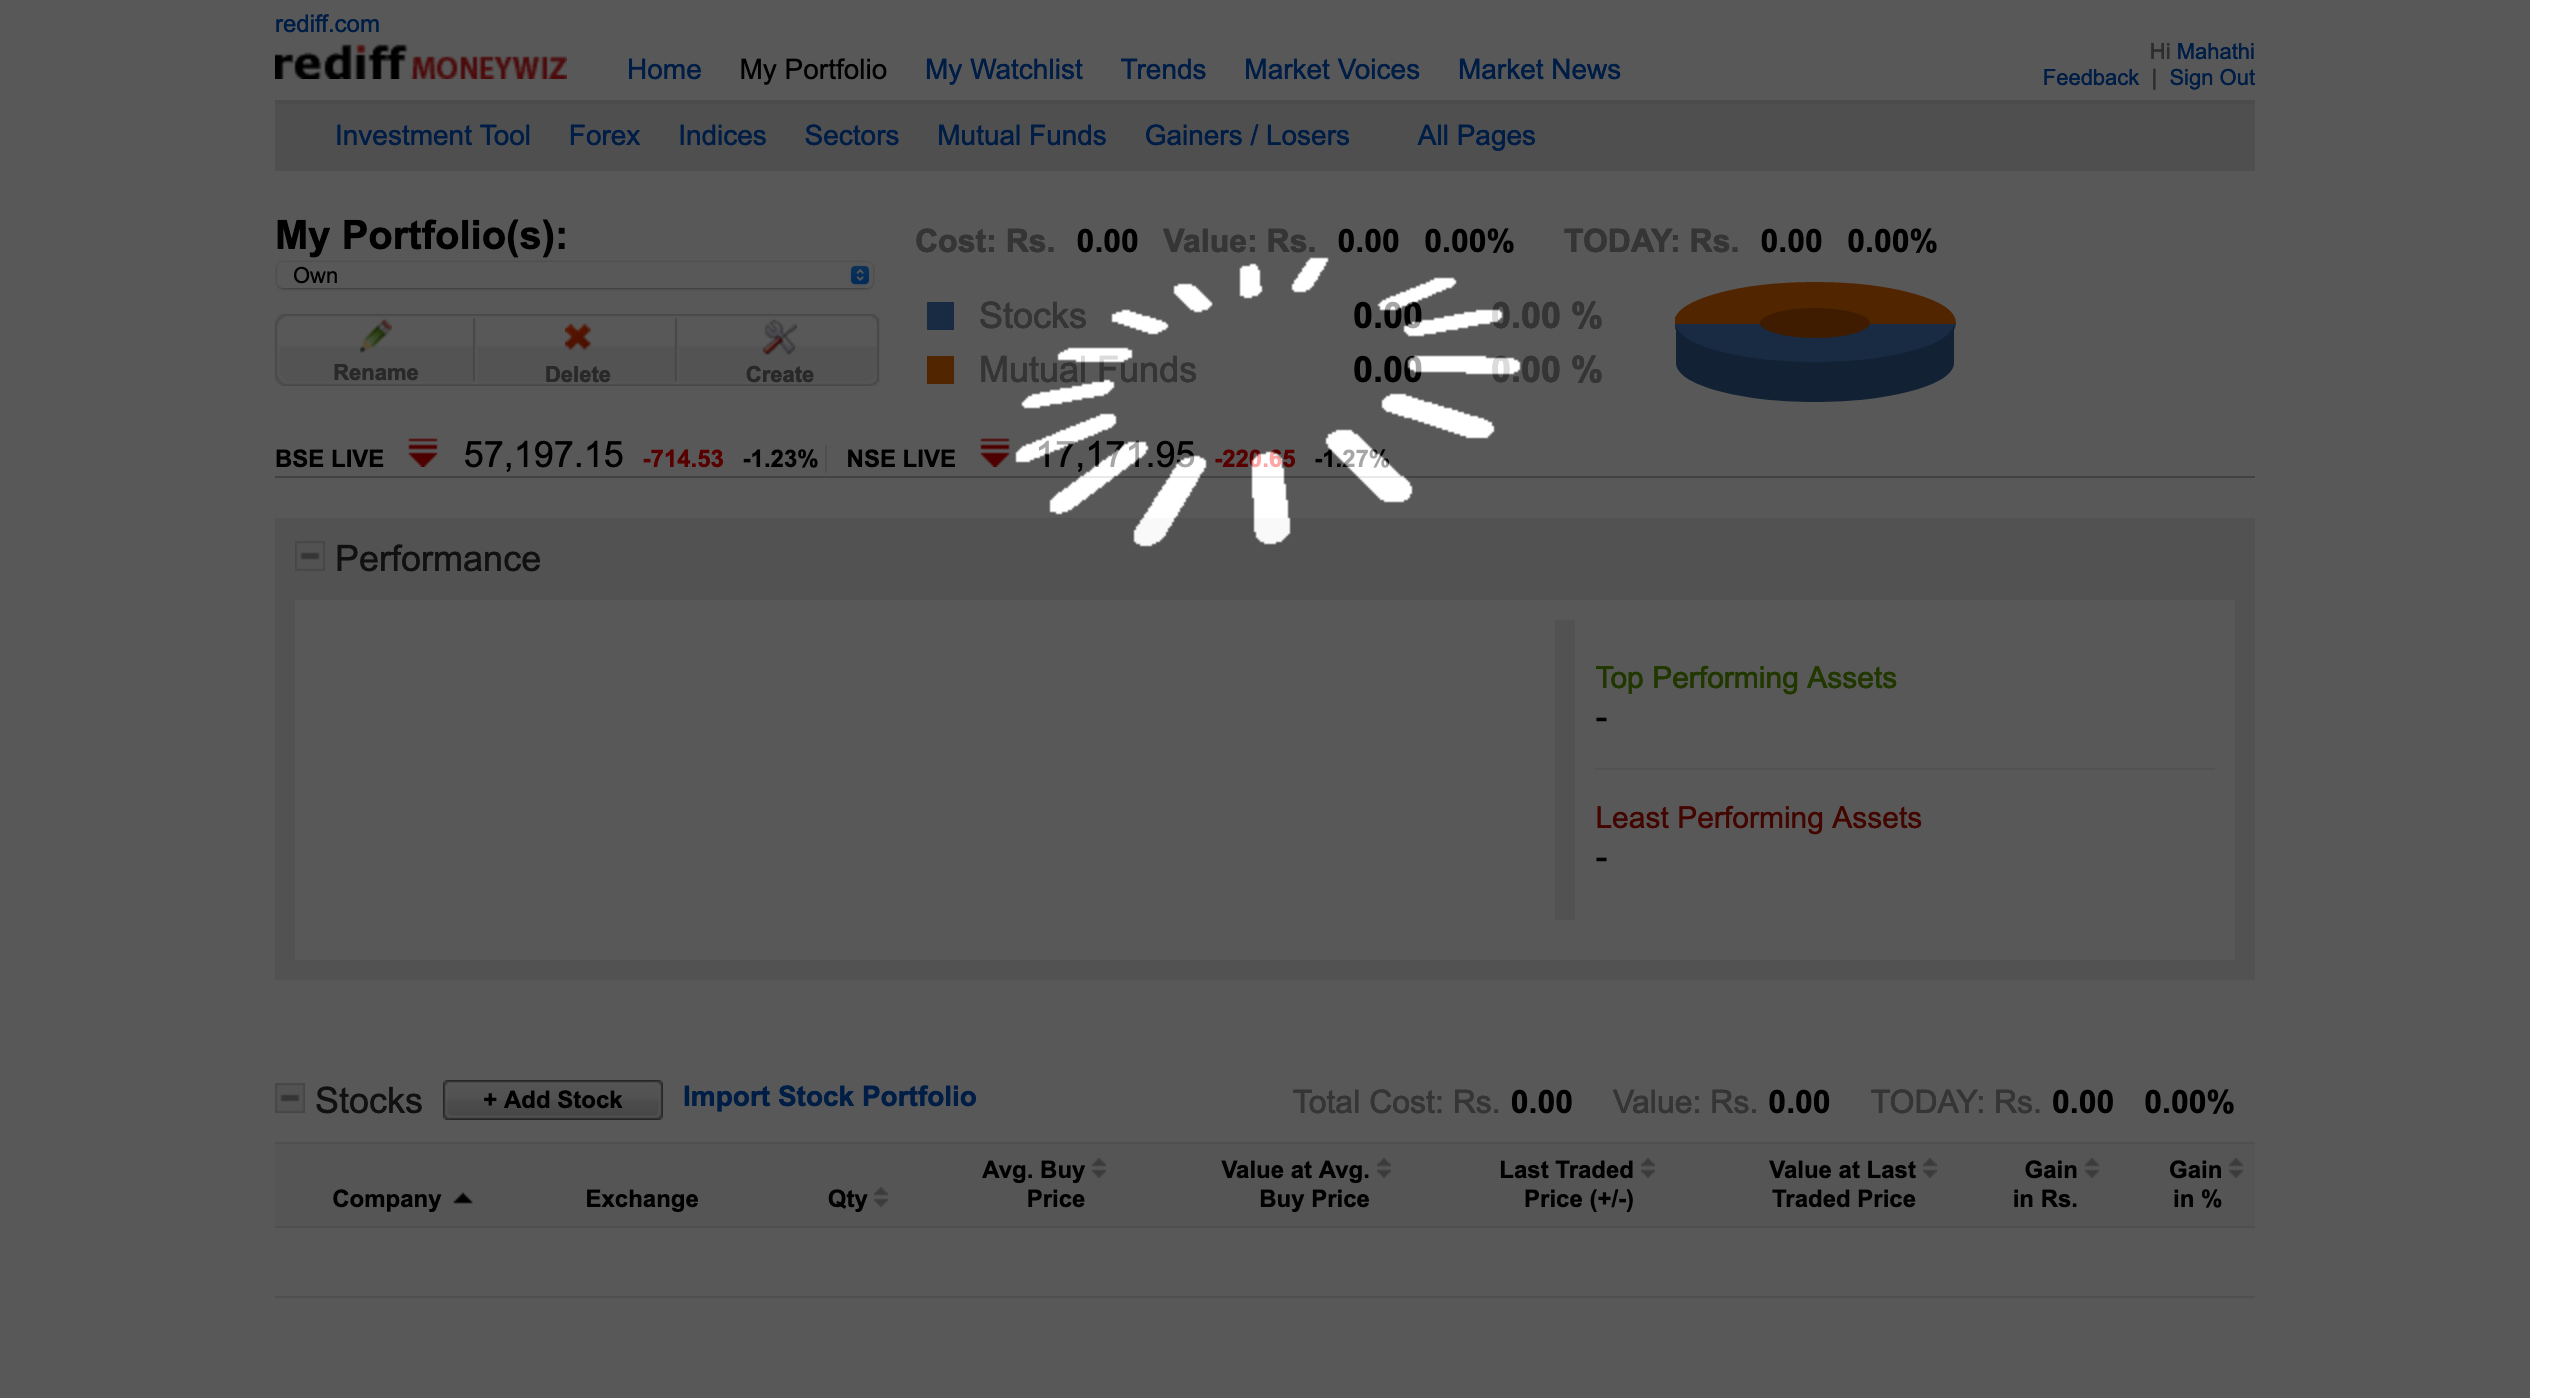 rediff.com
rediff MONEYWIZ
Home My Portfolio My Watchlist Trends Market Voices Market News
Hi Mahathi
Feedback | Sign Out
Investment Tool Forex Indices Sectors Mutual Funds Gainers / Losers All Pages
My Portfolio(s):
Own
Rename Delete Create
Cost: Rs. 0.00 Value: Rs. 0.00 0.00% TODAY: Rs. 0.00 0.00%
Stocks 0.00 0.00 %
Mutual Funds 0.00 0.00 %
BSE LIVE 57,197.15 -714.53 -1.23% NSE LIVE 17,171.95 -220.65 -1.27%
Performance
Top Performing Assets
-
Least Performing Assets
-
Stocks + Add Stock Import Stock Portfolio Total Cost: Rs. 0.00 Value: Rs. 0.00 TODAY: Rs. 0.00 0.00%
Company Exchange Qty Avg. Buy Price Value at Avg. Buy Price Last Traded Price (+/-) Value at Last Traded Price Gain in Rs. Gain in %